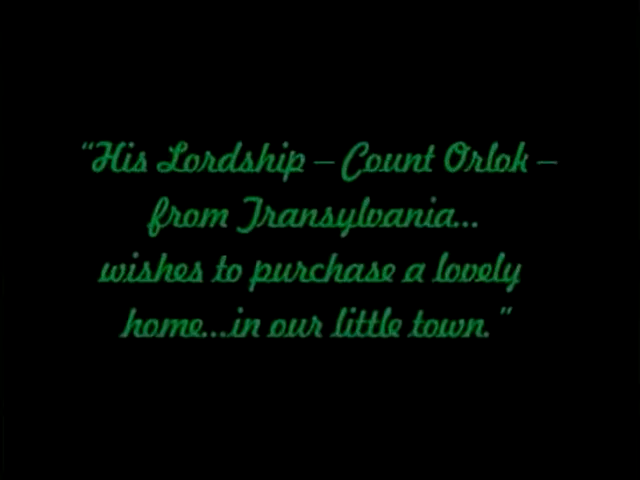 “His Lordship – Count Orlok –
from Transylvania...
wishes to purchase a lovely
home...in our little town.”